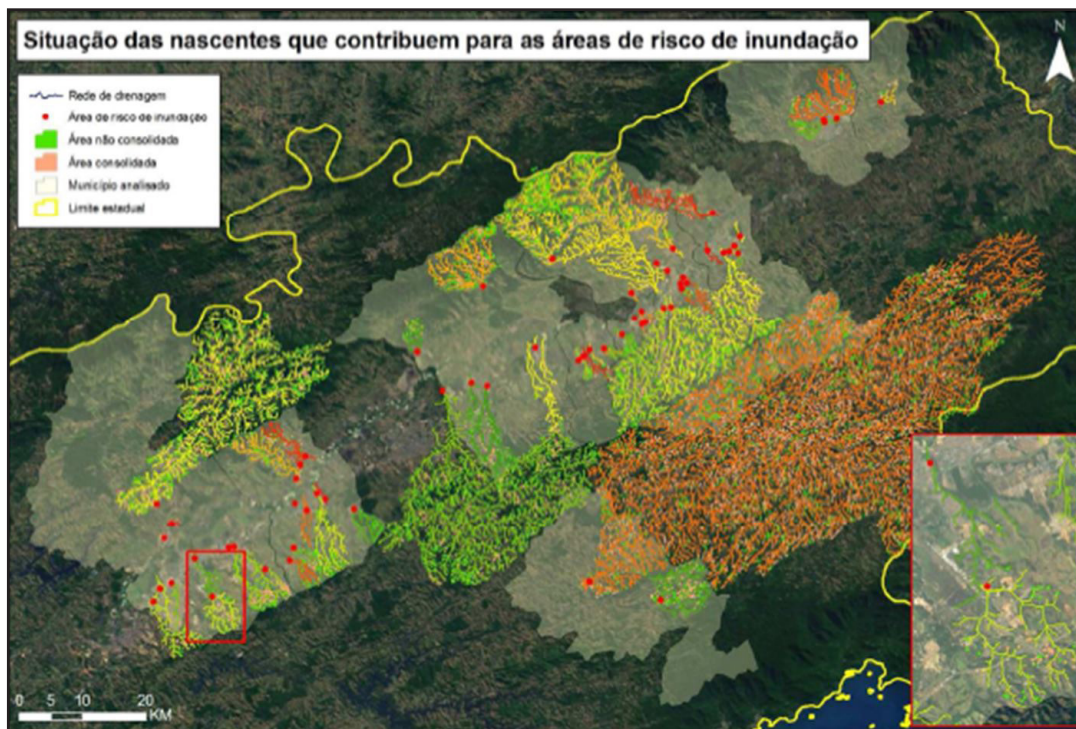 Situação das nascentes que contribuem para as áreas de risco de inundação
N
Rede de drenagem
Área de risco de inundação
Área não consolidada
Área consolidada
Município analisado
Limite estadual
0 5 10 20
KM